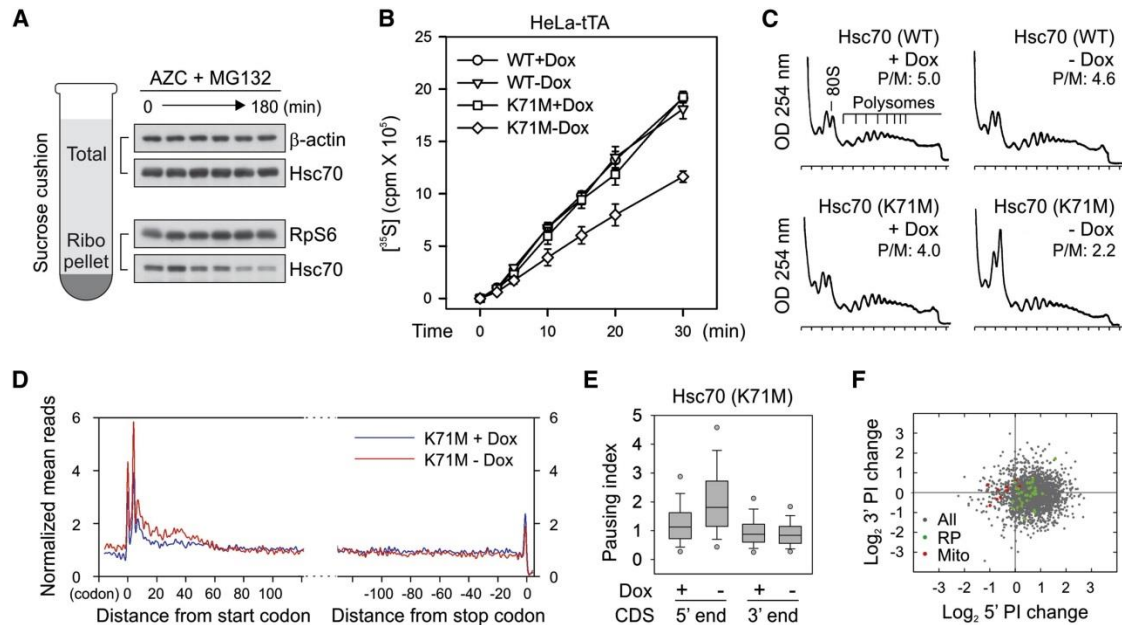 A
AZC + MG132
0 180 (min)
Sucrose cushion
Total
β-actin
Hsc70
Ribo
pellet
RpS6
Hsc70
B
HeLa-tTA
[³⁵S] (cpm X 10⁵)
25
20
15
10
5
0
WT+Dox
WT-Dox
K71M+Dox
K71M-Dox
Time 0 10 20 30 (min)
C
OD 254 nm
Hsc70 (WT)
+ Dox
P/M: 5.0
80S
Polysomes
Hsc70 (WT)
- Dox
P/M: 4.6
OD 254 nm
Hsc70 (K71M)
+ Dox
P/M: 4.0
Hsc70 (K71M)
- Dox
P/M: 2.2
D
Normalized mean reads
6
4
2
0
K71M + Dox
K71M - Dox
6
4
2
0
(codon) 0 20 40 60 80 100 -100 -80 -60 -40 -20 0
Distance from start codon Distance from stop codon
E
Hsc70 (K71M)
Pausing index
5
4
3
2
1
0
Dox + - + -
CDS 5' end 3' end
F
Log₂ 3' PI change
3
2
1
0
-1
-2
-3
All
RP
Mito
-3 -2 -1 0 1 2 3
Log₂ 5' PI change